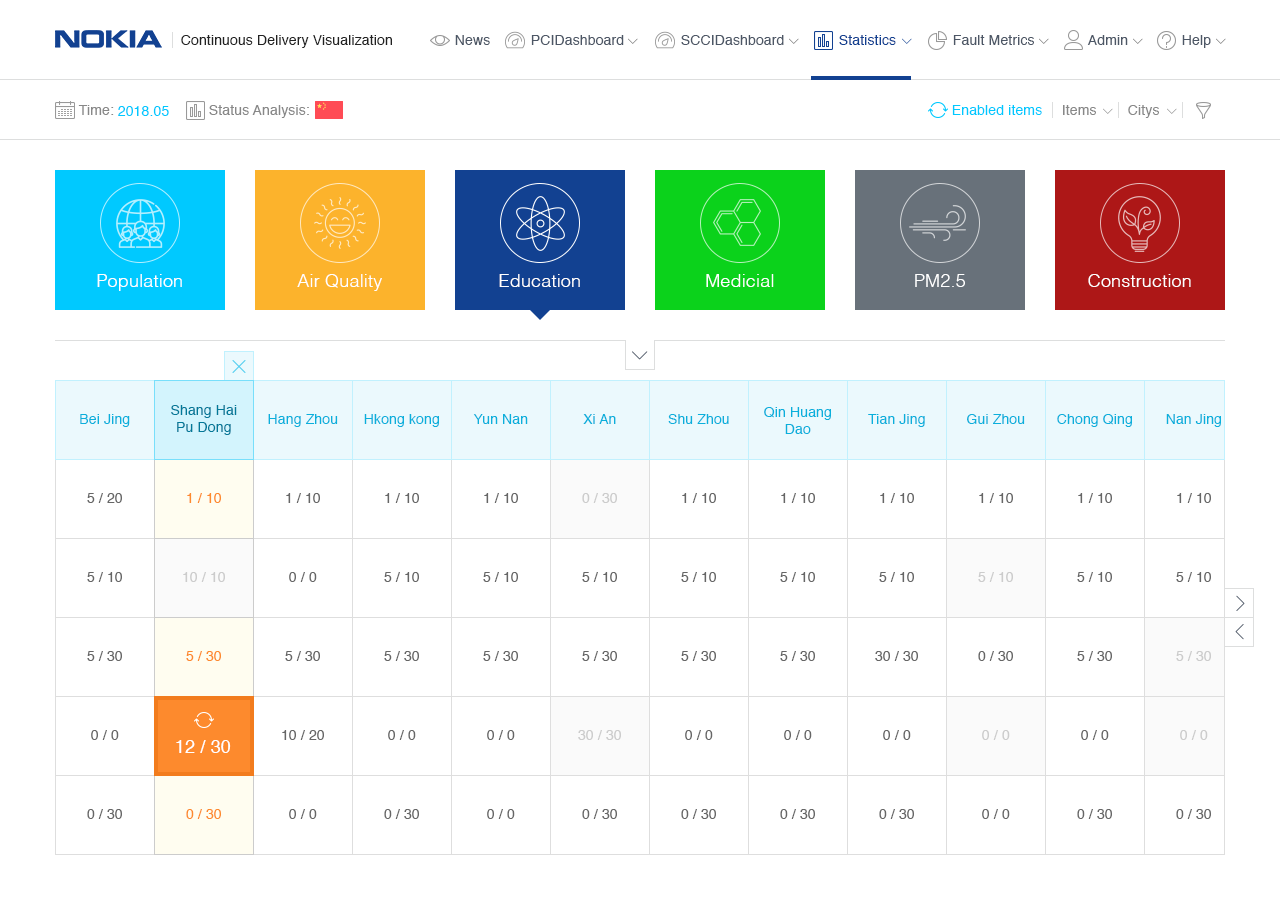 NOKIA Continuous Delivery Visualization News PCIDashboard SCCIDashboard Statistics Fault Metrics Admin Help
Time: 2018.05 Status Analysis: Enabled items Items Citys
Population Air Quality Education Medicial PM2.5 Construction
Bei Jing Shang Hai Pu Dong Hang Zhou Hkong kong Yun Nan Xi An Shu Zhou Qin Huang Dao Tian Jing Gui Zhou Chong Qing Nan Jing
5 / 20 1 / 10 1 / 10 1 / 10 1 / 10 0 / 30 1 / 10 1 / 10 1 / 10 1 / 10 1 / 10 1 / 10
5 / 10 10 / 10 0 / 0 5 / 10 5 / 10 5 / 10 5 / 10 5 / 10 5 / 10 5 / 10 5 / 10 5 / 10
5 / 30 5 / 30 5 / 30 5 / 30 5 / 30 5 / 30 5 / 30 5 / 30 30 / 30 0 / 30 5 / 30 5 / 30
0 / 0 12 / 30 10 / 20 0 / 0 0 / 0 30 / 30 0 / 0 0 / 0 0 / 0 0 / 0 0 / 0 0 / 0
0 / 30 0 / 30 0 / 0 0 / 30 0 / 0 0 / 30 0 / 30 0 / 30 0 / 30 0 / 0 0 / 30 0 / 30